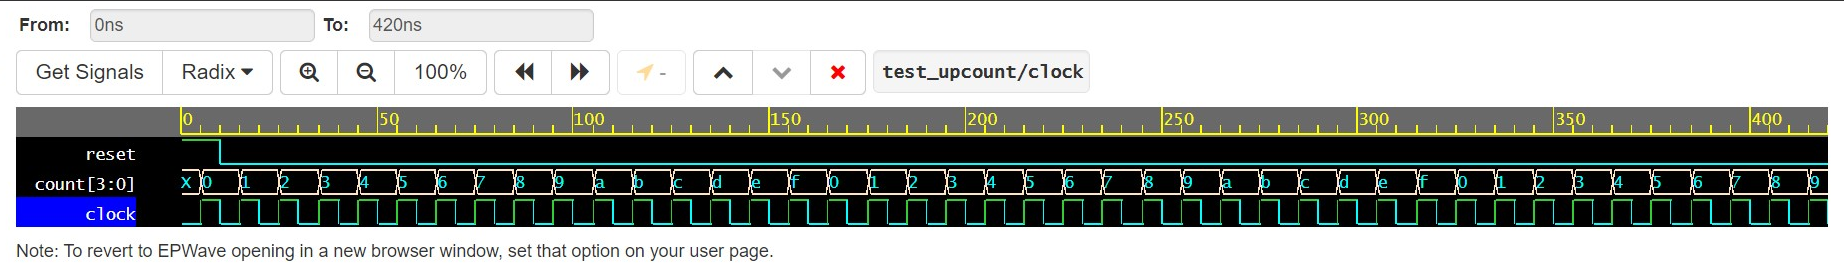 From: 0ns To: 420ns
Get Signals Radix 100% - test_upcount/clock
0 50 100 150 200 250 300 350 400
reset
count[3:0] X 0 1 2 3 4 5 6 7 8 9 a b c d e f 0 1 2 3 4 5 6 7 8 9 a b c d e f 0 1 2 3 4 5 6 7 8 9
clock
Note: To revert to EPWave opening in a new browser window, set that option on your user page.